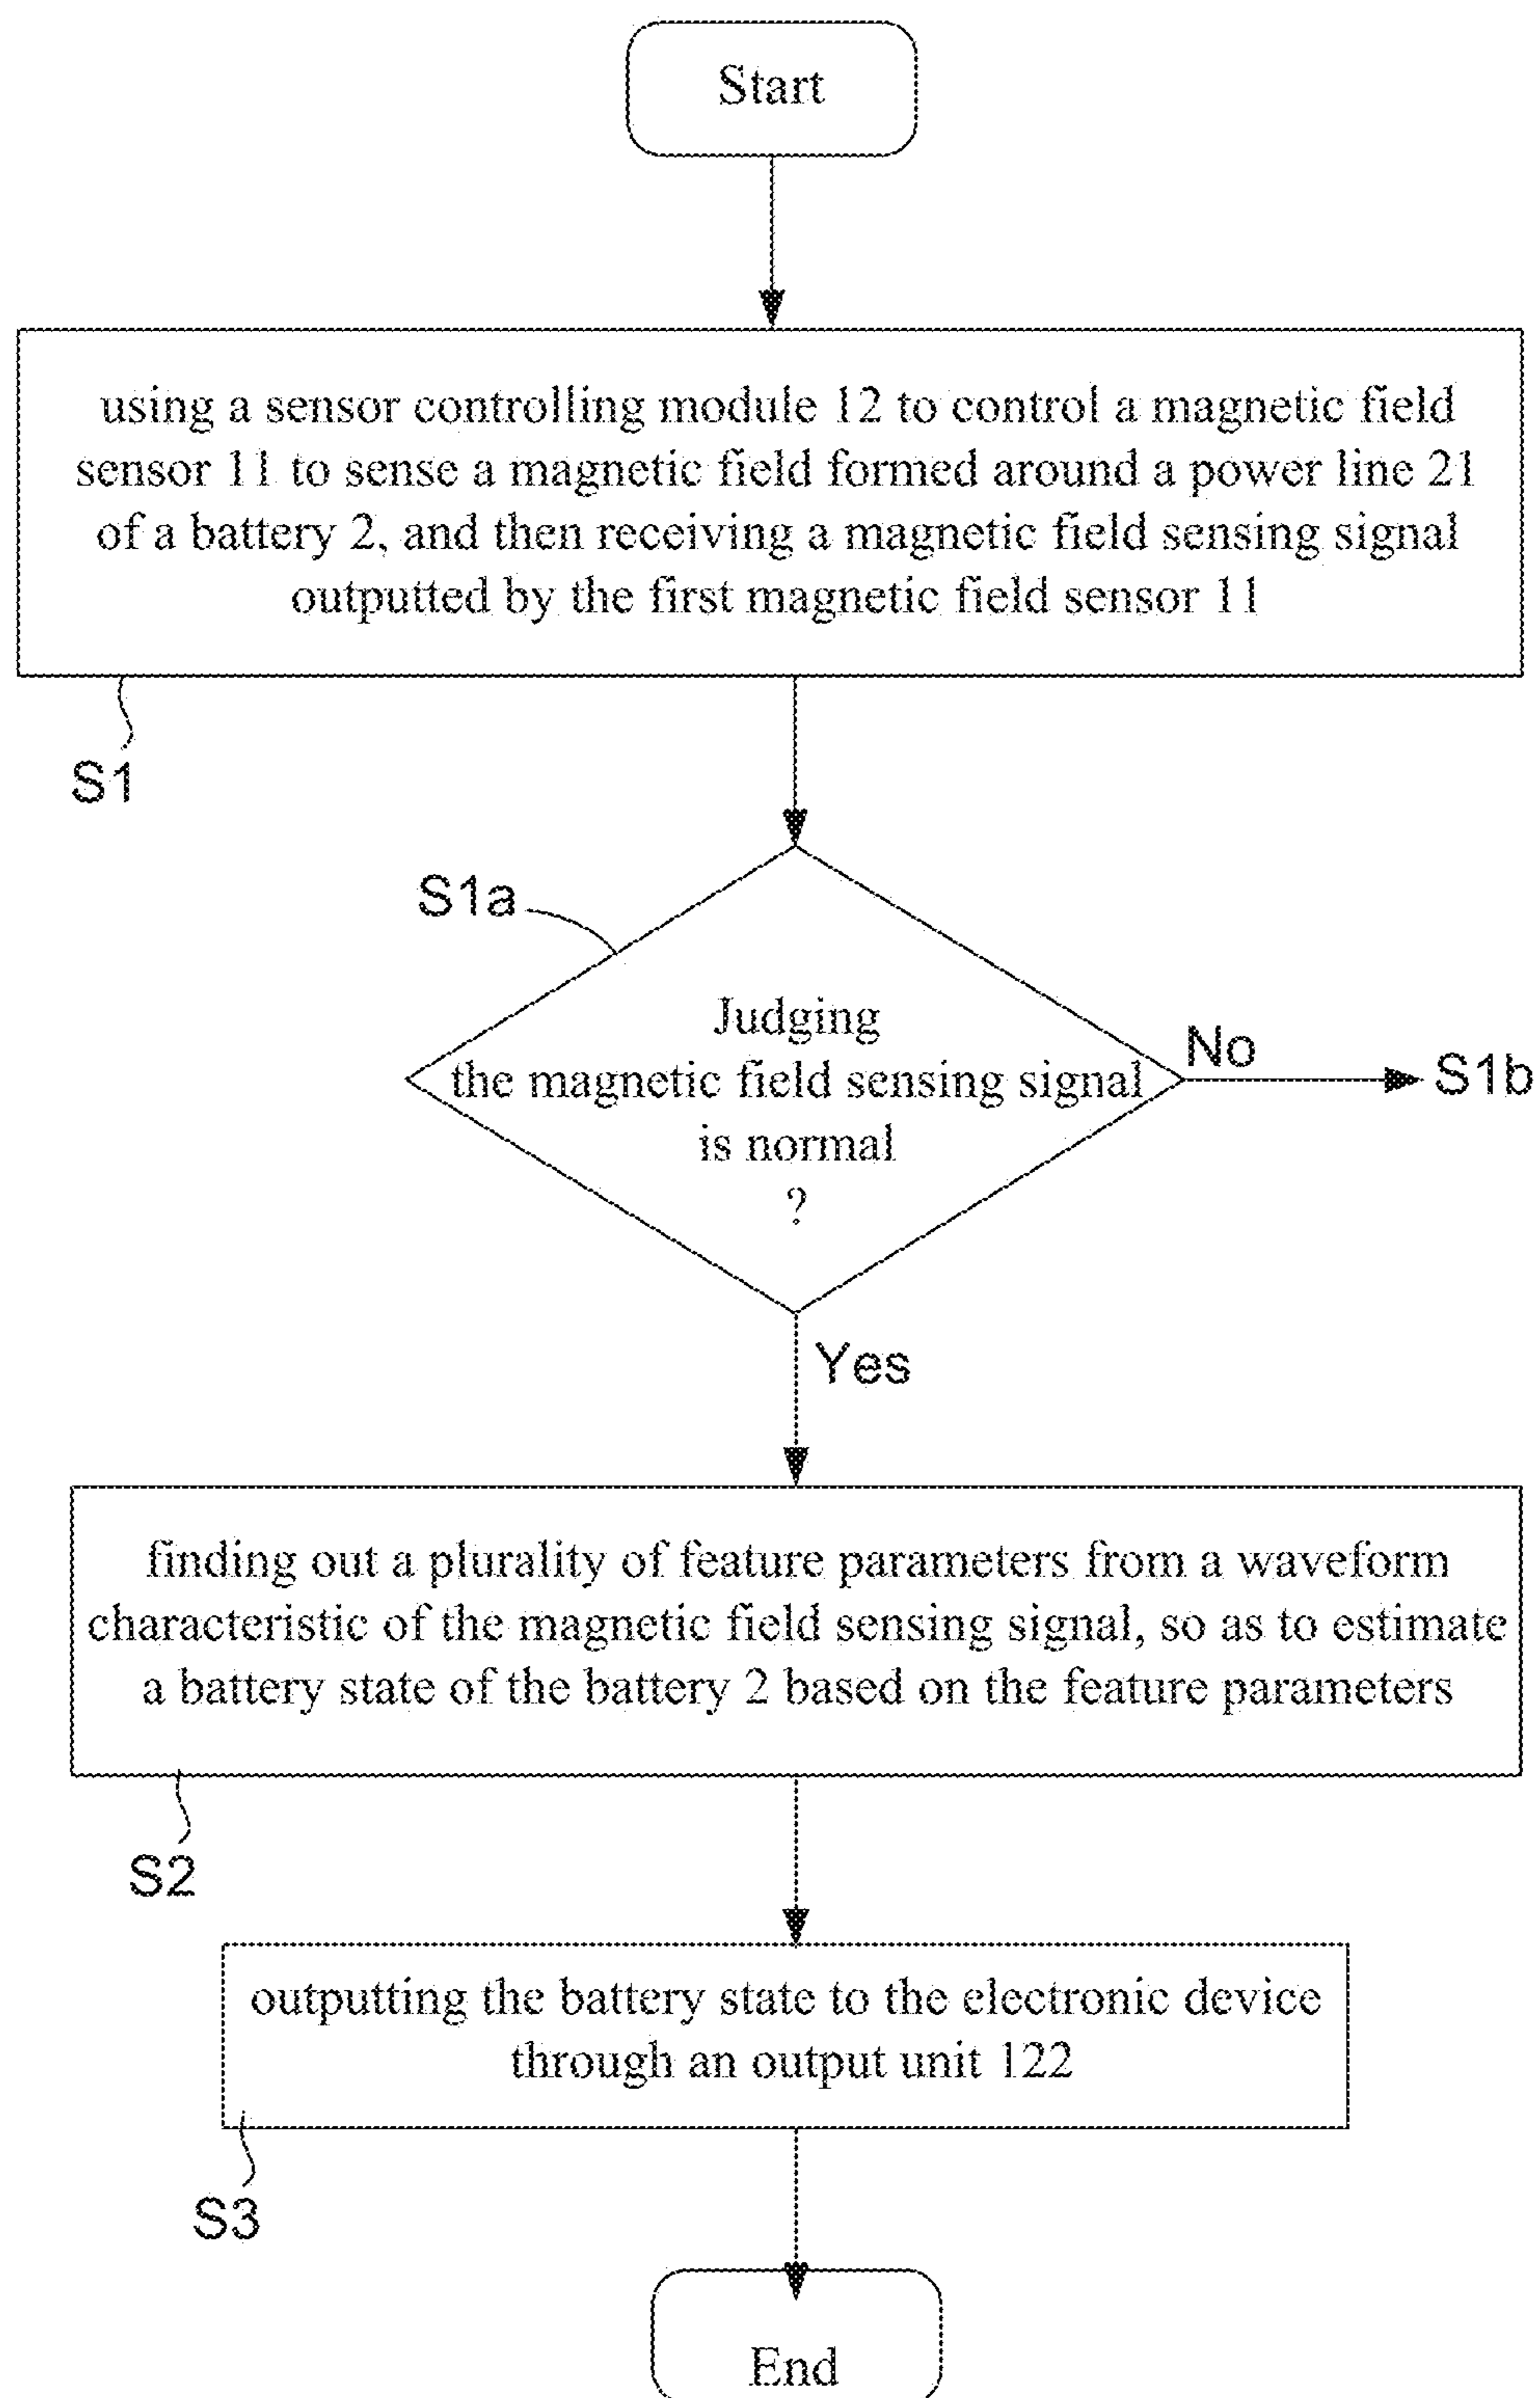 Start
using a sensor controlling module 12 to control a magnetic field
sensor 11 to sense a magnetic field formed around a power line 21
of a battery 2, and then receiving a magnetic field sensing signal
outputted by the first magnetic field sensor 11
S1
S1a
Judging
the magnetic field sensing signal
is normal
?
No
S1b
Yes
finding out a plurality of feature parameters from a waveform
characteristic of the magnetic field sensing signal, so as to estimate
a battery state of the battery 2 based on the feature parameters
S2
outputting the battery state to the electronic device
through an output unit 122
S3
End